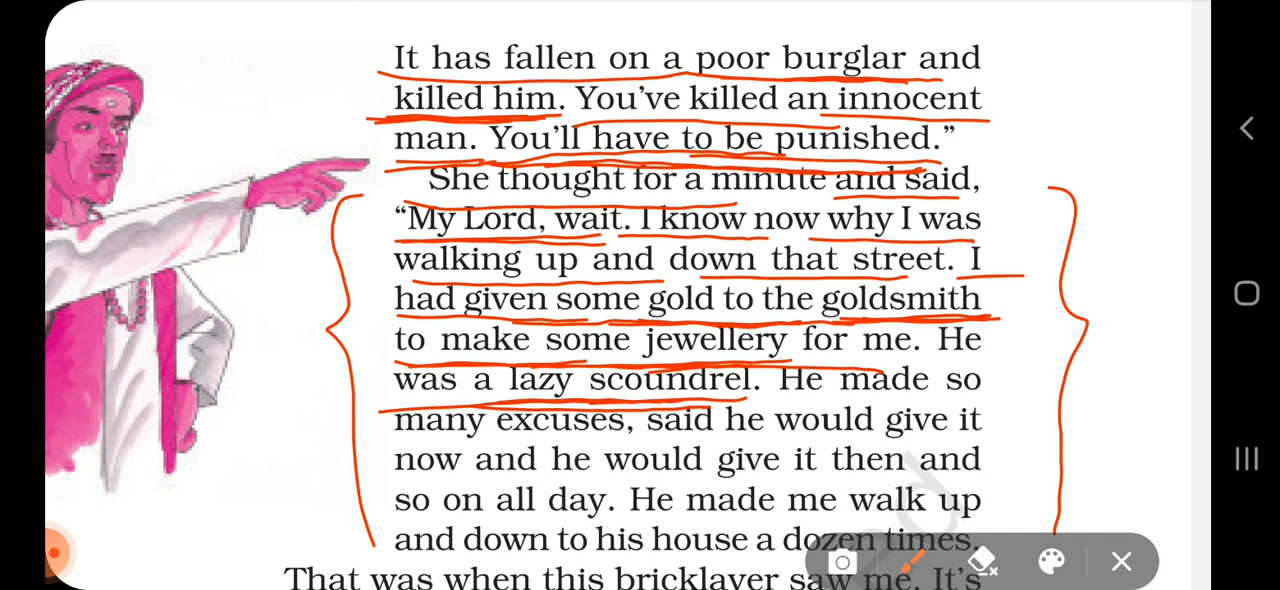 It has fallen on a poor burglar and
killed him. You’ve killed an innocent
man. You’ll have to be punished.”
She thought for a minute and said,
“My Lord, wait. I know now why I was
walking up and down that street. I
had given some gold to the goldsmith
to make some jewellery for me. He
was a lazy scoundrel. He made so
many excuses, said he would give it
now and he would give it then and
so on all day. He made me walk up
and down to his house a dozen times.
That was when this bricklayer saw me. It’s